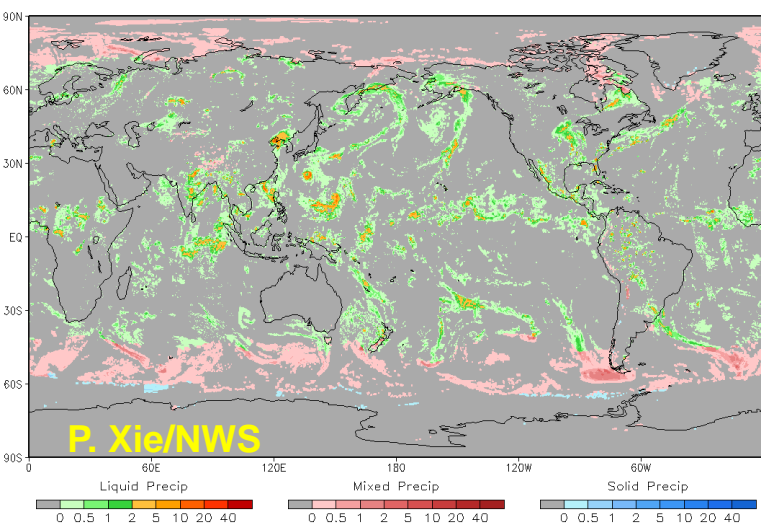 90N
60N
30N
EQ
30S
60S
90S
P. Xie/NWS
0 60E 120E 180 120W 60W
Liquid Precip Mixed Precip Solid Precip
0 0.5 1 2 5 10 20 40 0 0.5 1 2 5 10 20 40 0 0.5 1 2 5 10 20 40